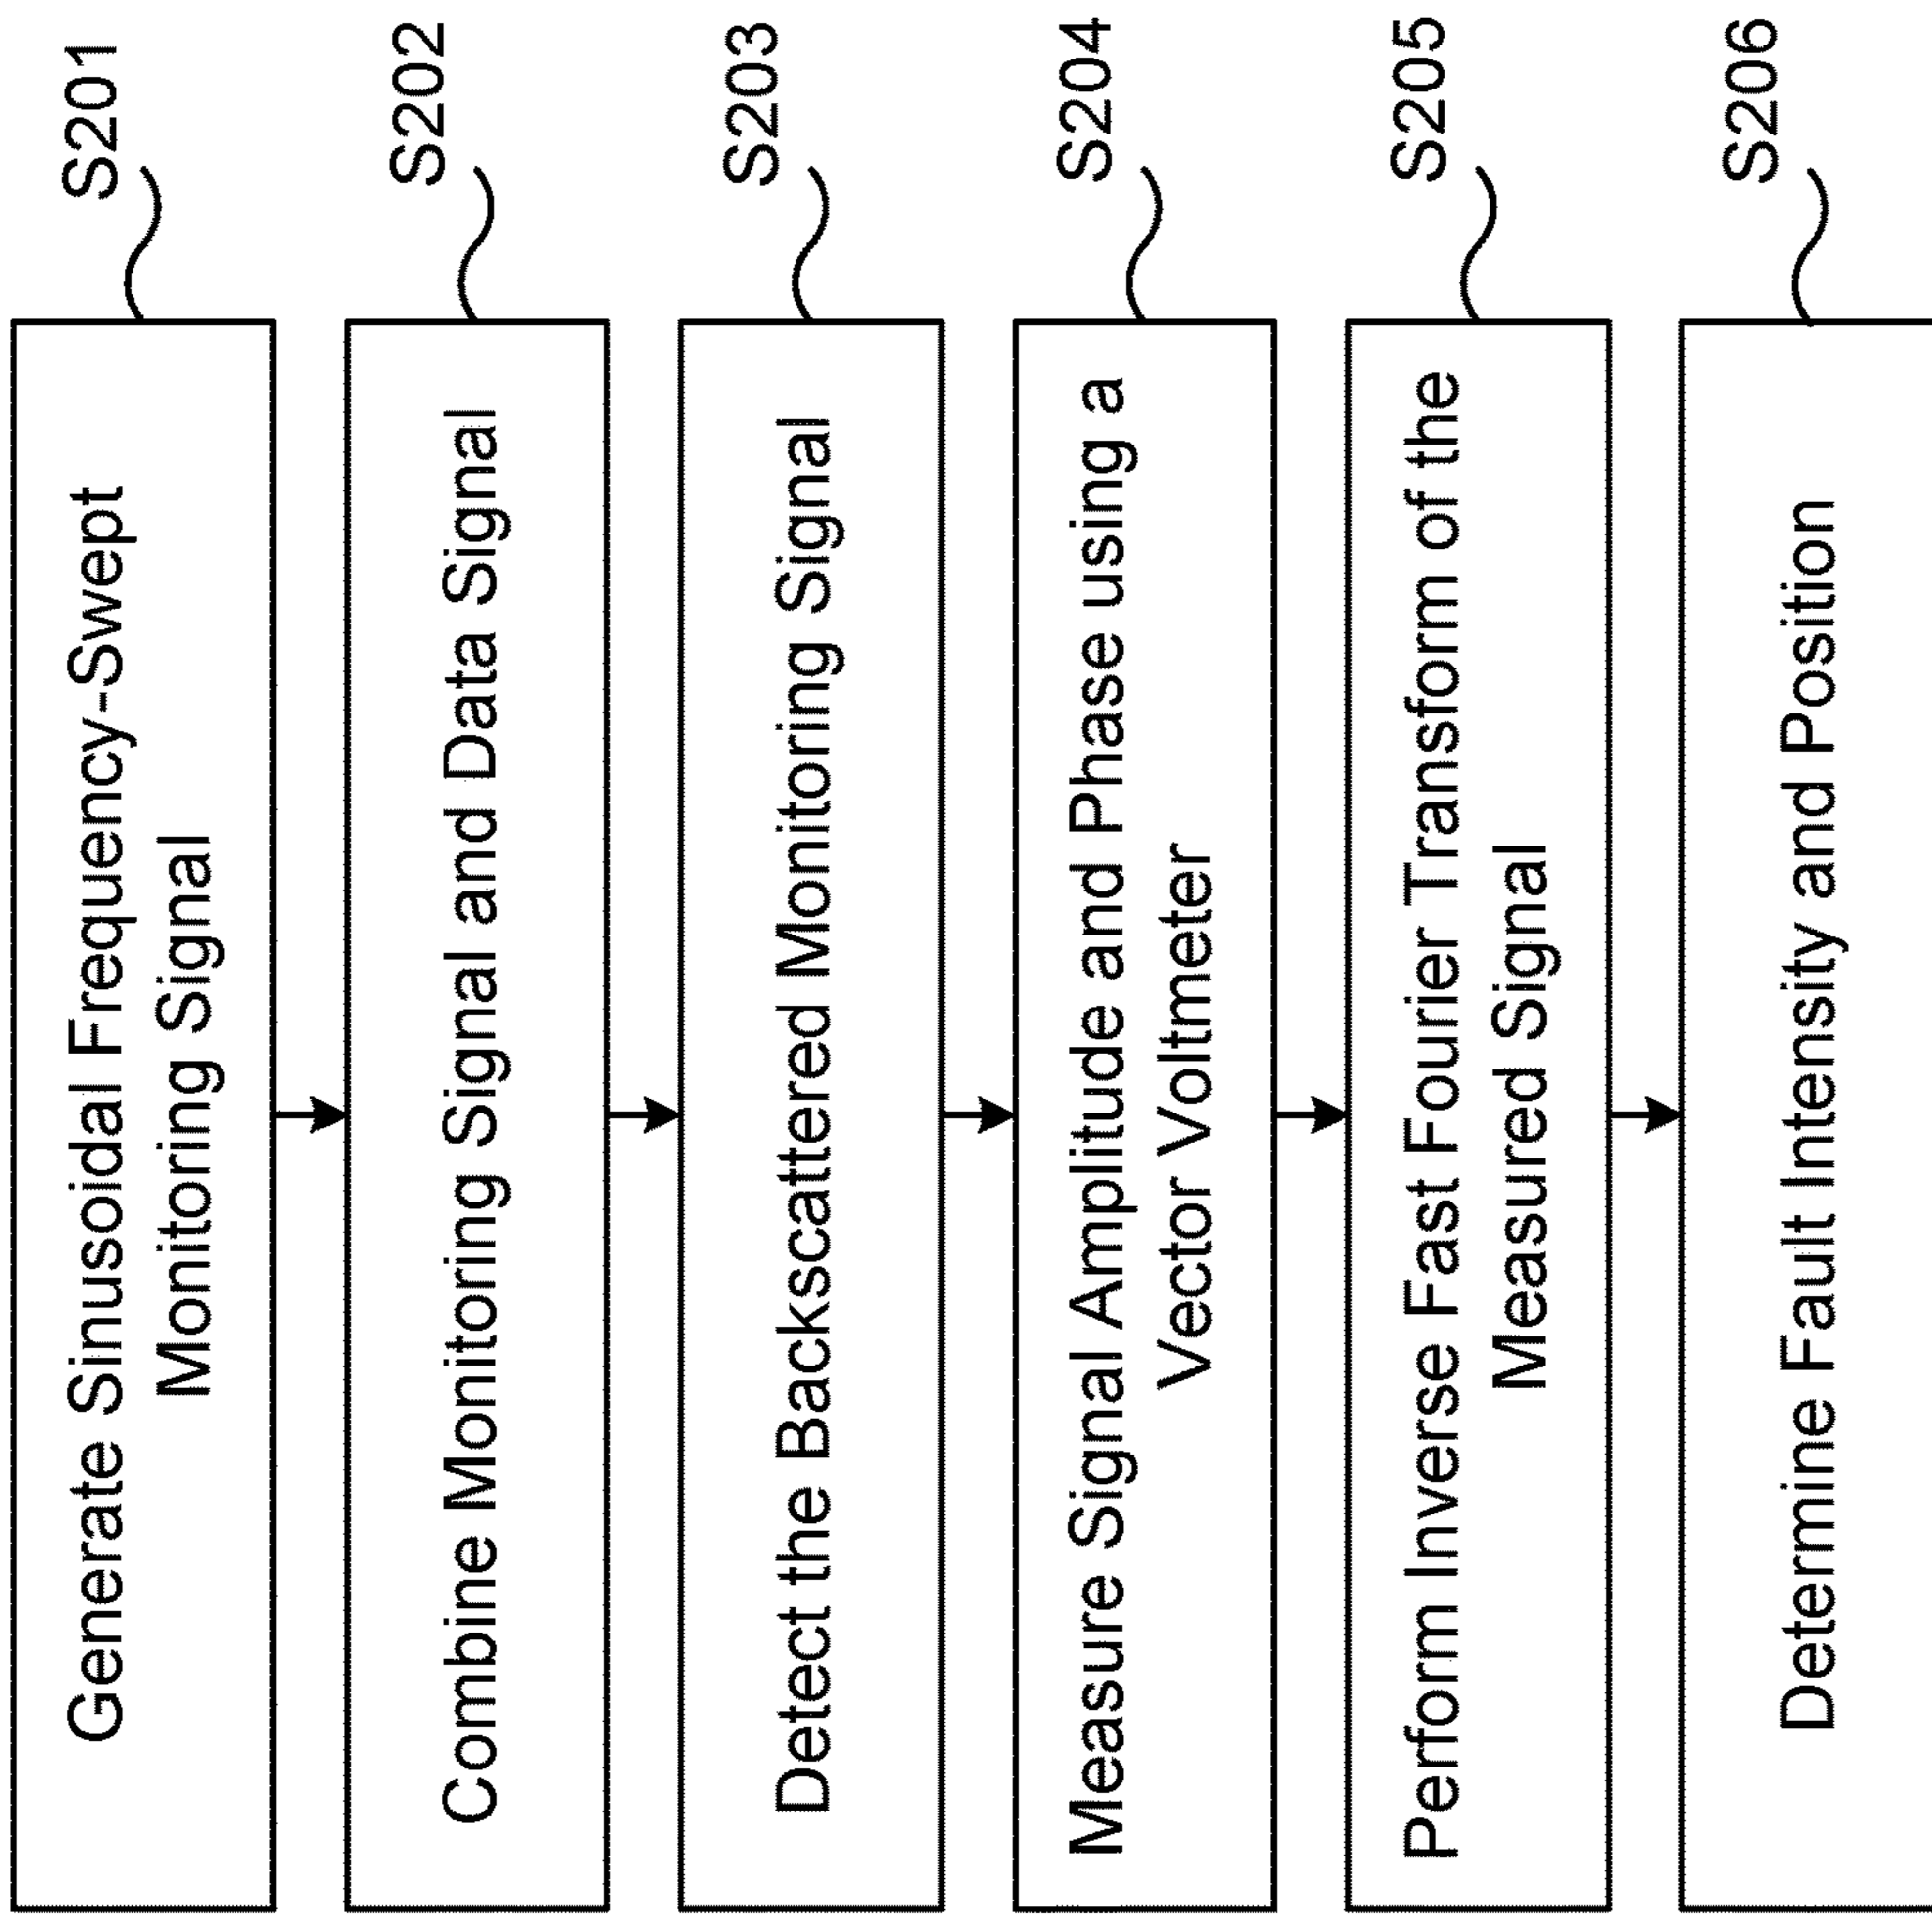 Generate Sinusoidal Frequency-Swept
Monitoring Signal
S201
Combine Monitoring Signal and Data Signal
S202
Detect the Backscattered Monitoring Signal
S203
Measure Signal Amplitude and Phase using a
Vector Voltmeter
S204
Perform Inverse Fast Fourier Transform of the
Measured Signal
S205
Determine Fault Intensity and Position
S206